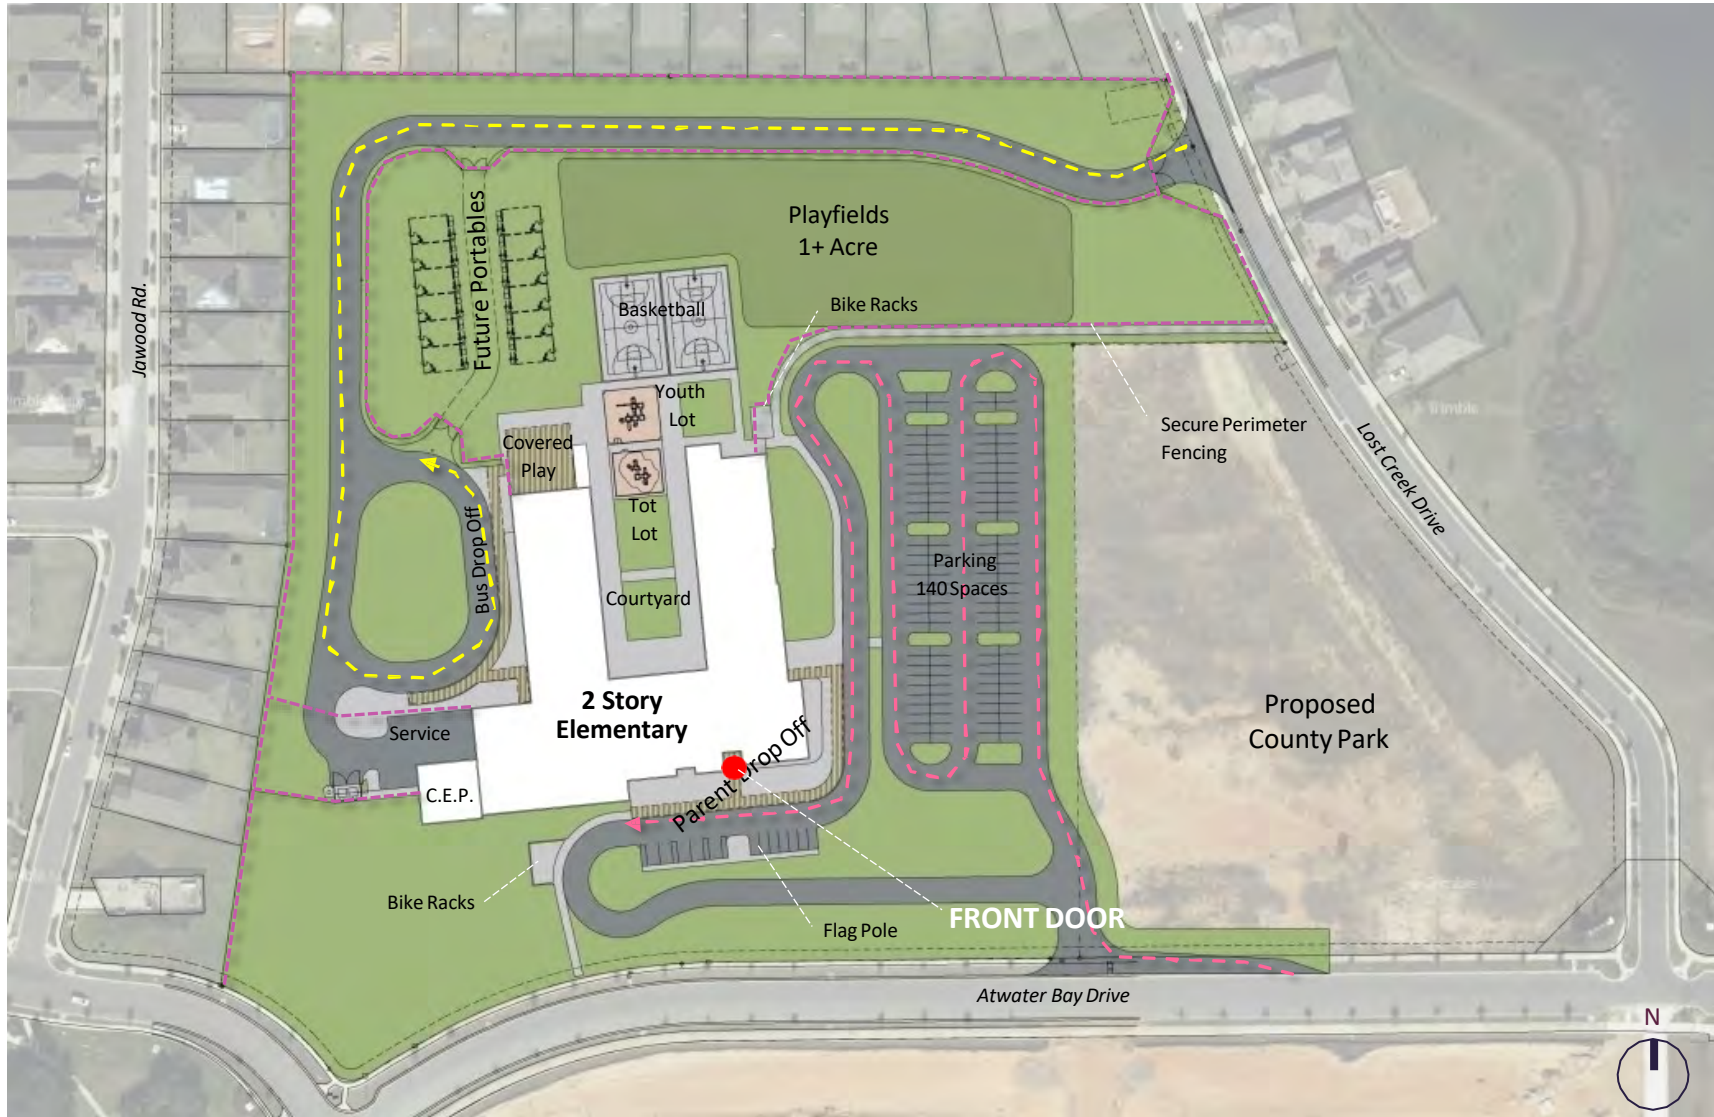 Playfields
1+ Acre
Future Portables
Basketball
Bike Racks
Jawood Rd.
Youth
Lot
Covered
Play
Secure Perimeter
Fencing
Lost Creek Drive
Tot
Lot
Bus Drop Off
Parking
140 Spaces
Courtyard
2 Story
Elementary
Proposed
County Park
Service
Parent Drop Off
C.E.P.
Bike Racks
FRONT DOOR
Flag Pole
Atwater Bay Drive
N
Trimble